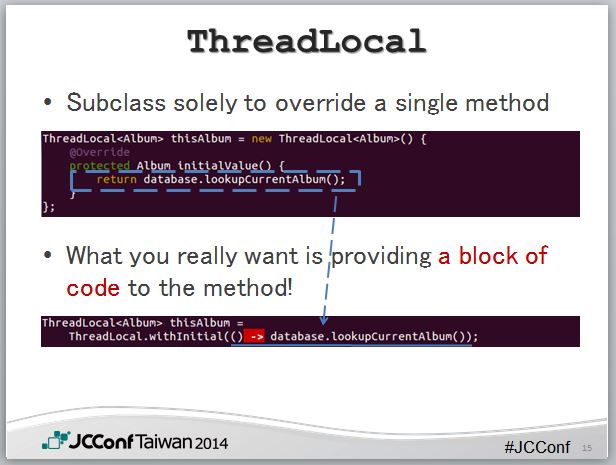 ThreadLocal
• Subclass solely to override a single method
ThreadLocal<Album> thisAlbum = new ThreadLocal<Album>() {
@Override
protected Album initialValue() {
return database.lookupCurrentAlbum();
}
};
• What you really want is providing a block of
code to the method!
ThreadLocal<Album> thisAlbum =
ThreadLocal.withInitial(() -> database.lookupCurrentAlbum());
JCConf Taiwan 2014
#JCConf 15